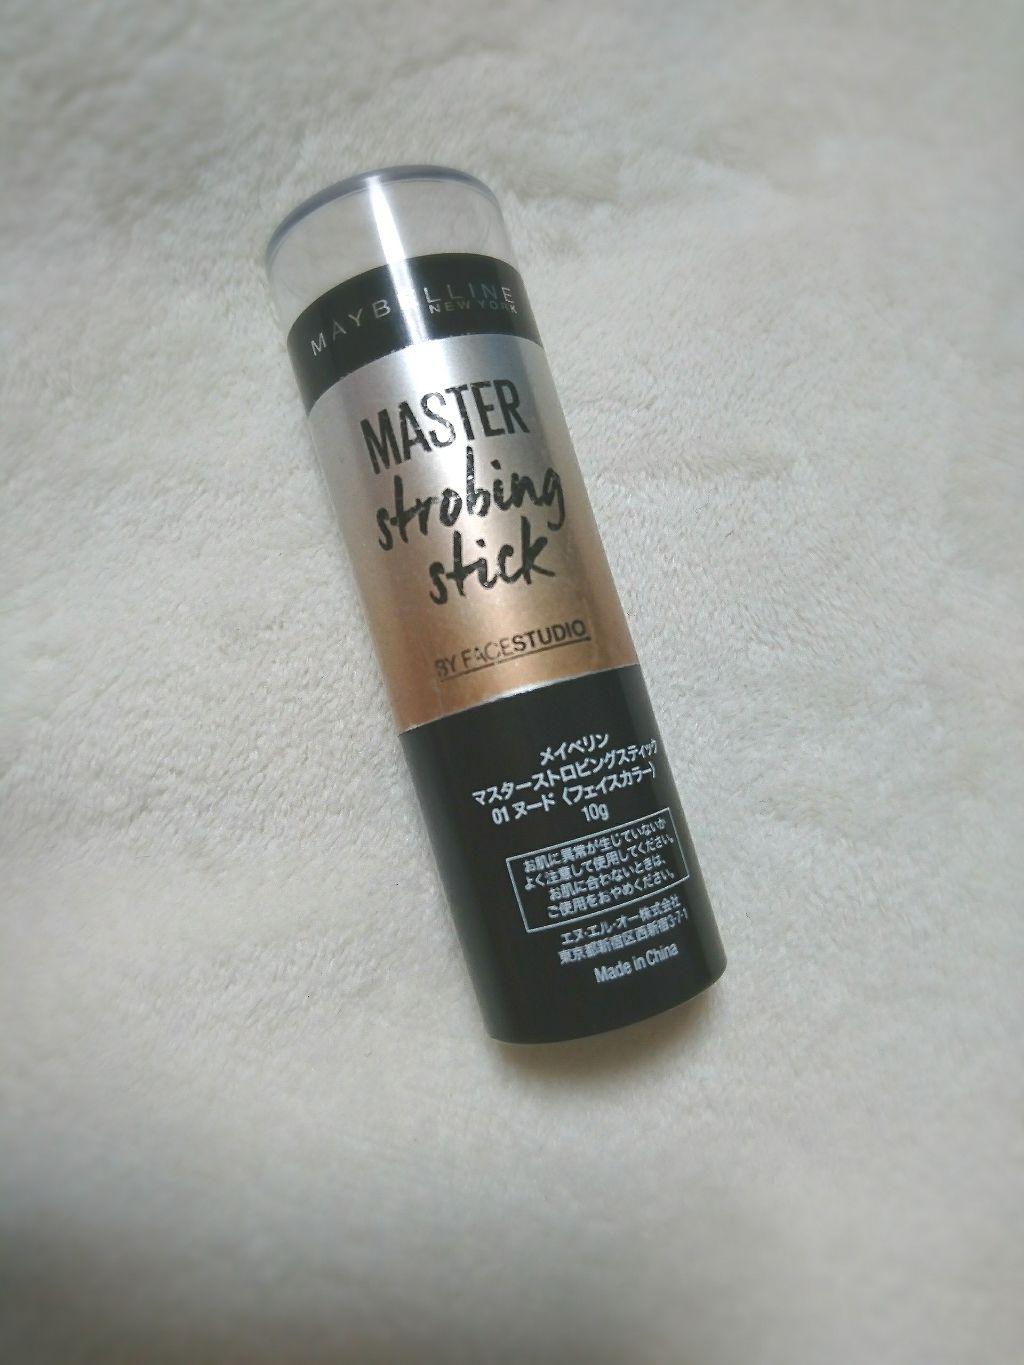 MAYBELLINE
NEW YORK
MASTER
strobing
stick
BY FACESTUDIO
メイベリン
マスターストロビングスティック
01 ヌード〈フェイスカラー〉
10g
お肌に異常が生じていないか
よく注意して使用してください。
お肌に合わないときは、
ご使用をおやめください。
エヌ・エル・オー株式会社
東京都新宿区西新宿3-7-1
Made in China